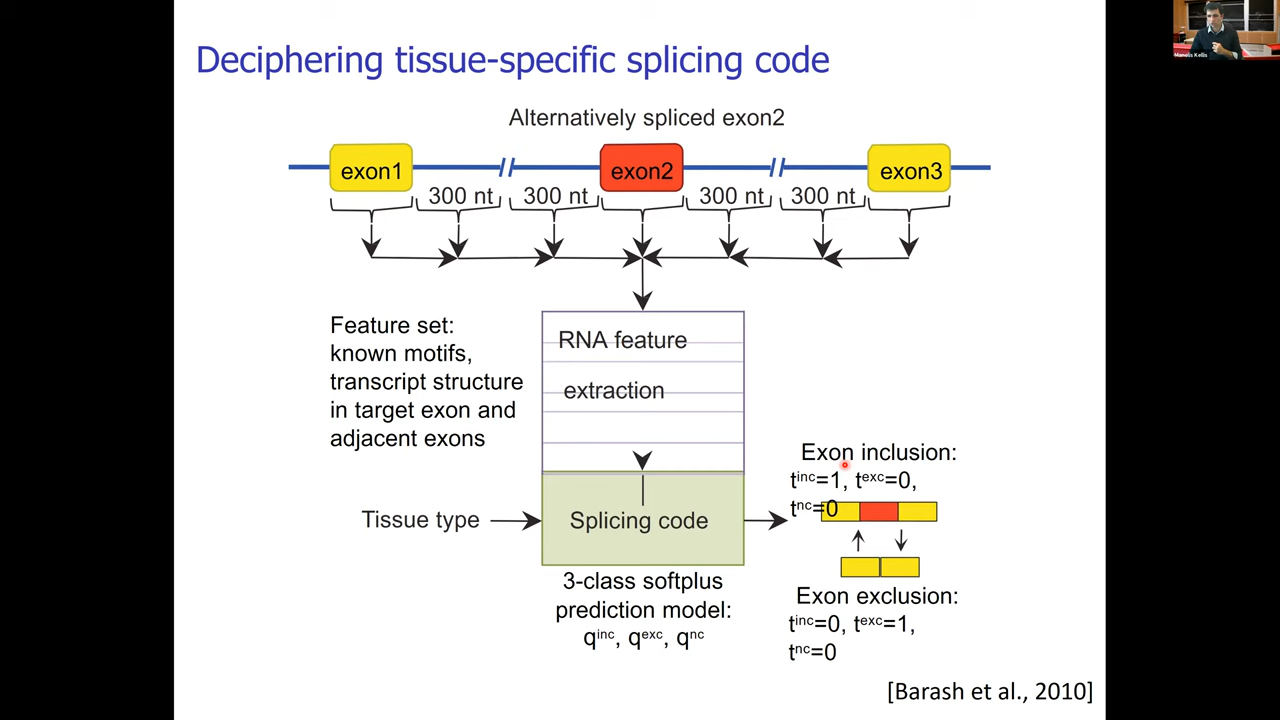 Manolis Kellis
Deciphering tissue-specific splicing code
Alternatively spliced exon2
exon1
exon2
exon3
300 nt
300 nt
300 nt
300 nt
Feature set:
known motifs,
transcript structure
in target exon and
adjacent exons
RNA feature
extraction
Tissue type
Splicing code
3-class softplus
prediction model:
qinc, qexc, qnc
Exon inclusion:
tinc=1, texc=0,
tnc=0
Exon exclusion:
tinc=0, texc=1,
tnc=0
[Barash et al., 2010]